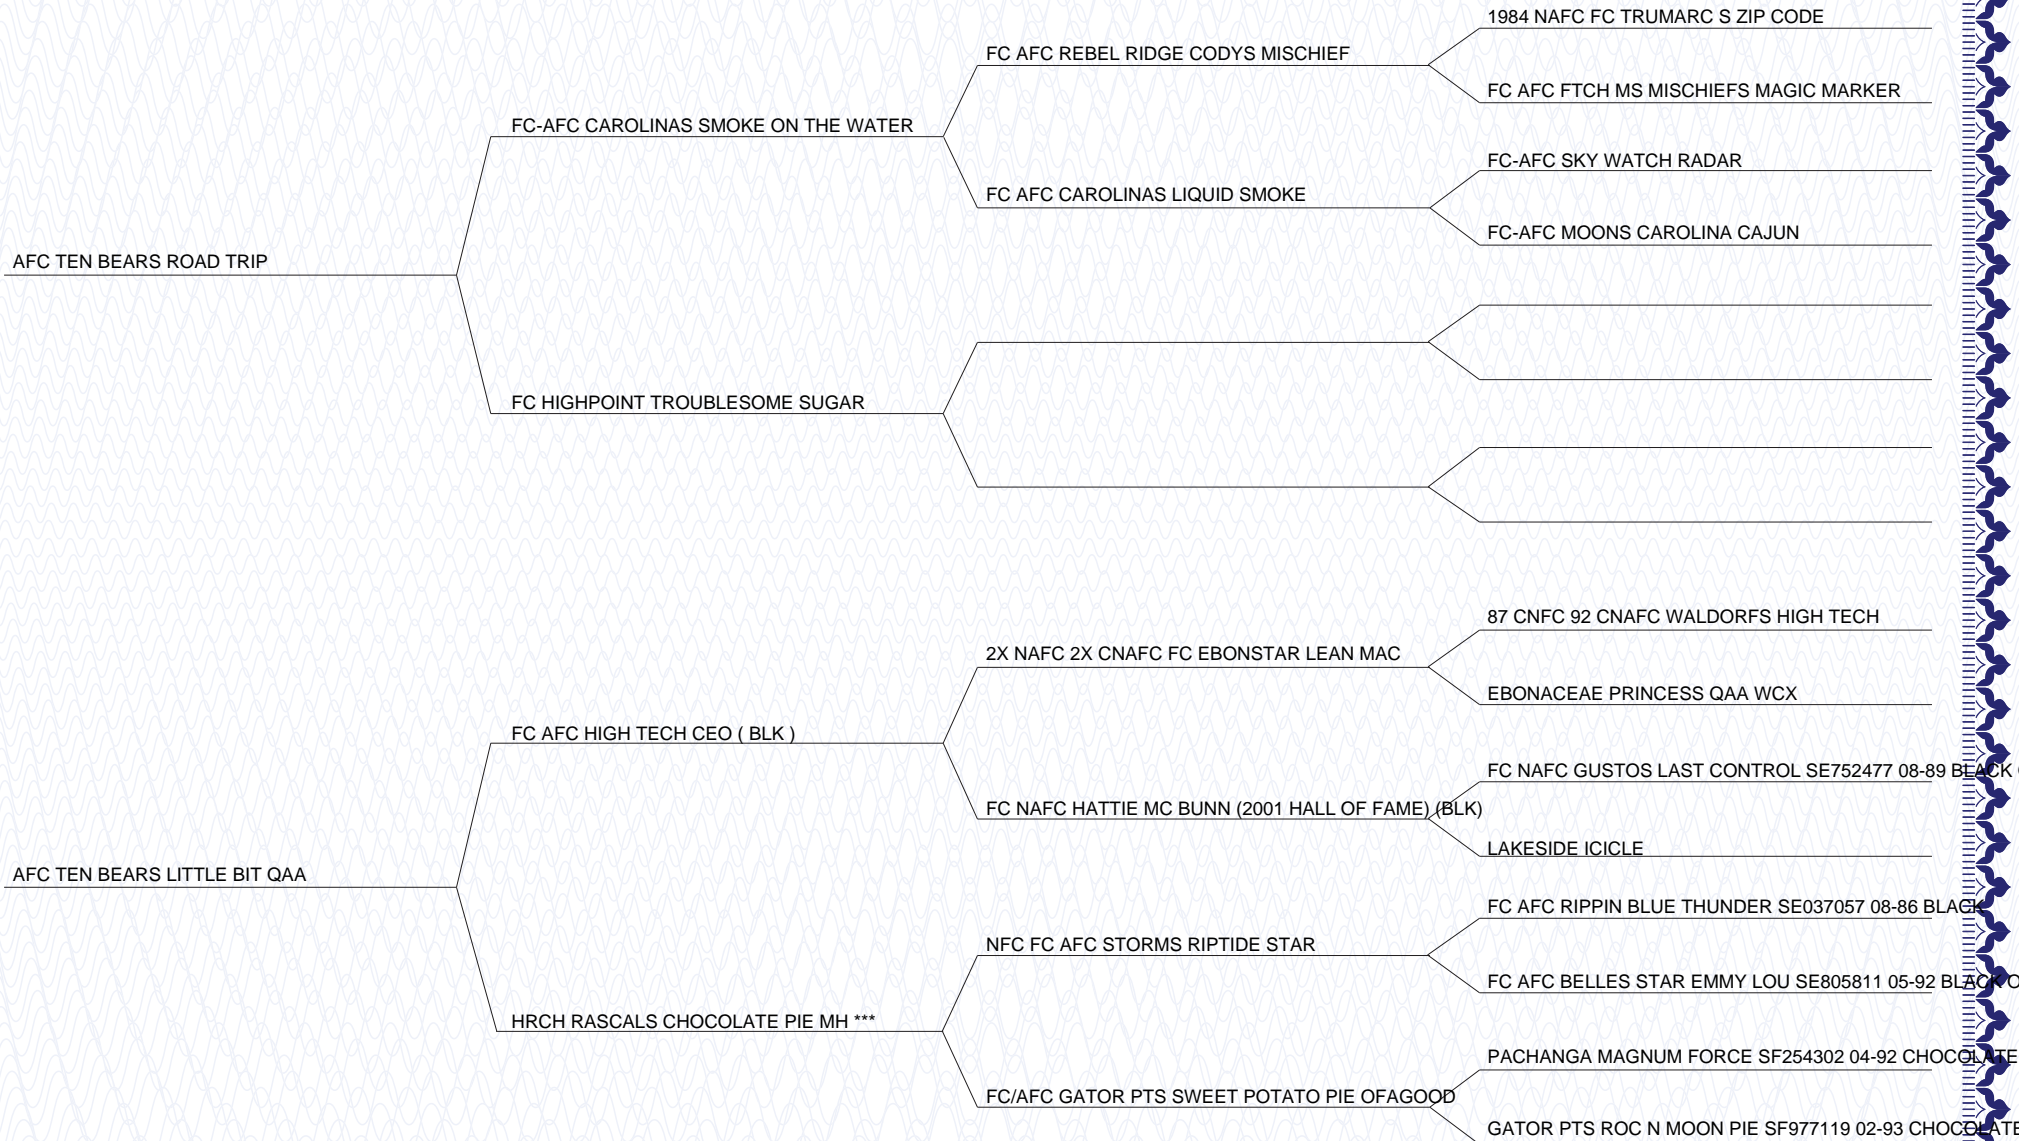 1984 NAFC FC TRUMARC S ZIP CODE
FC AFC REBEL RIDGE CODYS MISCHIEF
FC AFC FTCH MS MISCHIEFS MAGIC MARKER
FC-AFC CAROLINAS SMOKE ON THE WATER
FC-AFC SKY WATCH RADAR
FC AFC CAROLINAS LIQUID SMOKE
FC-AFC MOONS CAROLINA CAJUN
AFC TEN BEARS ROAD TRIP
FC HIGHPOINT TROUBLESOME SUGAR
87 CNFC 92 CNAFC WALDORFS HIGH TECH
2X NAFC 2X CNAFC FC EBONSTAR LEAN MAC
EBONACEAE PRINCESS QAA WCX
FC AFC HIGH TECH CEO ( BLK )
FC NAFC GUSTOS LAST CONTROL SE752477 08-89 BLACK
FC NAFC HATTIE MC BUNN (2001 HALL OF FAME) (BLK)
LAKESIDE ICICLE
AFC TEN BEARS LITTLE BIT QAA
FC AFC RIPPIN BLUE THUNDER SE037057 08-86 BLACK
NFC FC AFC STORMS RIPTIDE STAR
FC AFC BELLES STAR EMMY LOU SE805811 05-92 BLACK
HRCH RASCALS CHOCOLATE PIE MH ***
PACHANGA MAGNUM FORCE SF254302 04-92 CHOCOLATE
FC/AFC GATOR PTS SWEET POTATO PIE OFAGOOD
GATOR PTS ROC N MOON PIE SF977119 02-93 CHOCOLATE